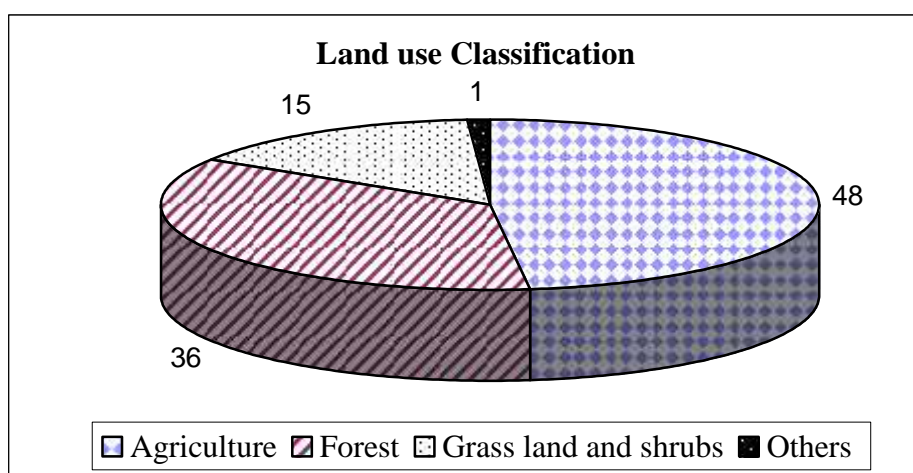 Land use Classification
15
1
48
36
Agriculture Forest Grass land and shrubs Others